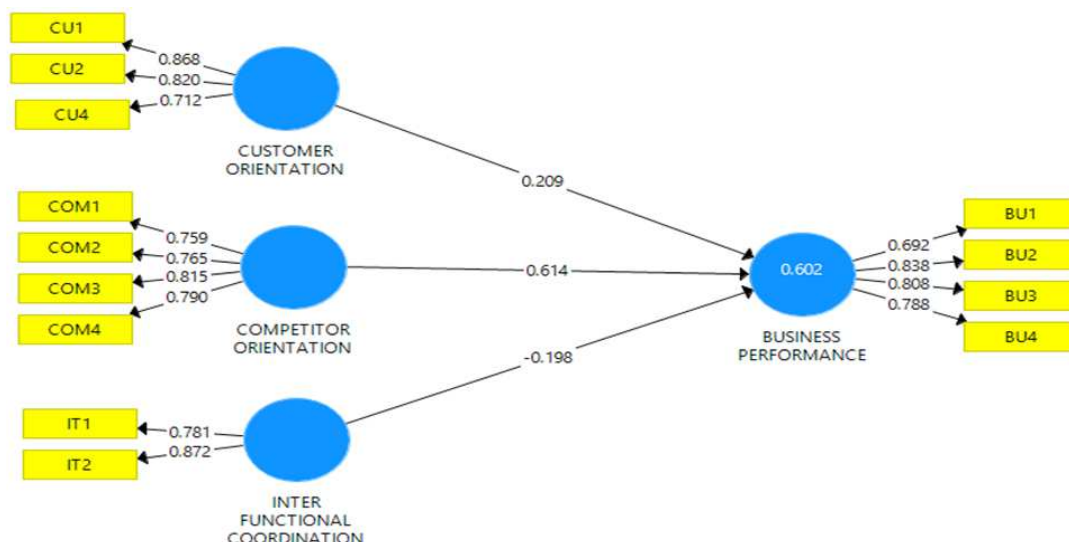 CU1
0.868
CU2
0.820
CU4
0.712
CUSTOMER
ORIENTATION
0.209
COM1
0.759
COM2
0.765
COM3
0.815
COM4
0.790
COMPETITOR
ORIENTATION
0.614
IT1
0.781
IT2
0.872
INTER
FUNCTIONAL
COORDINATION
-0.198
0.602
BUSINESS
PERFORMANCE
BU1
0.692
BU2
0.838
BU3
0.808
BU4
0.788